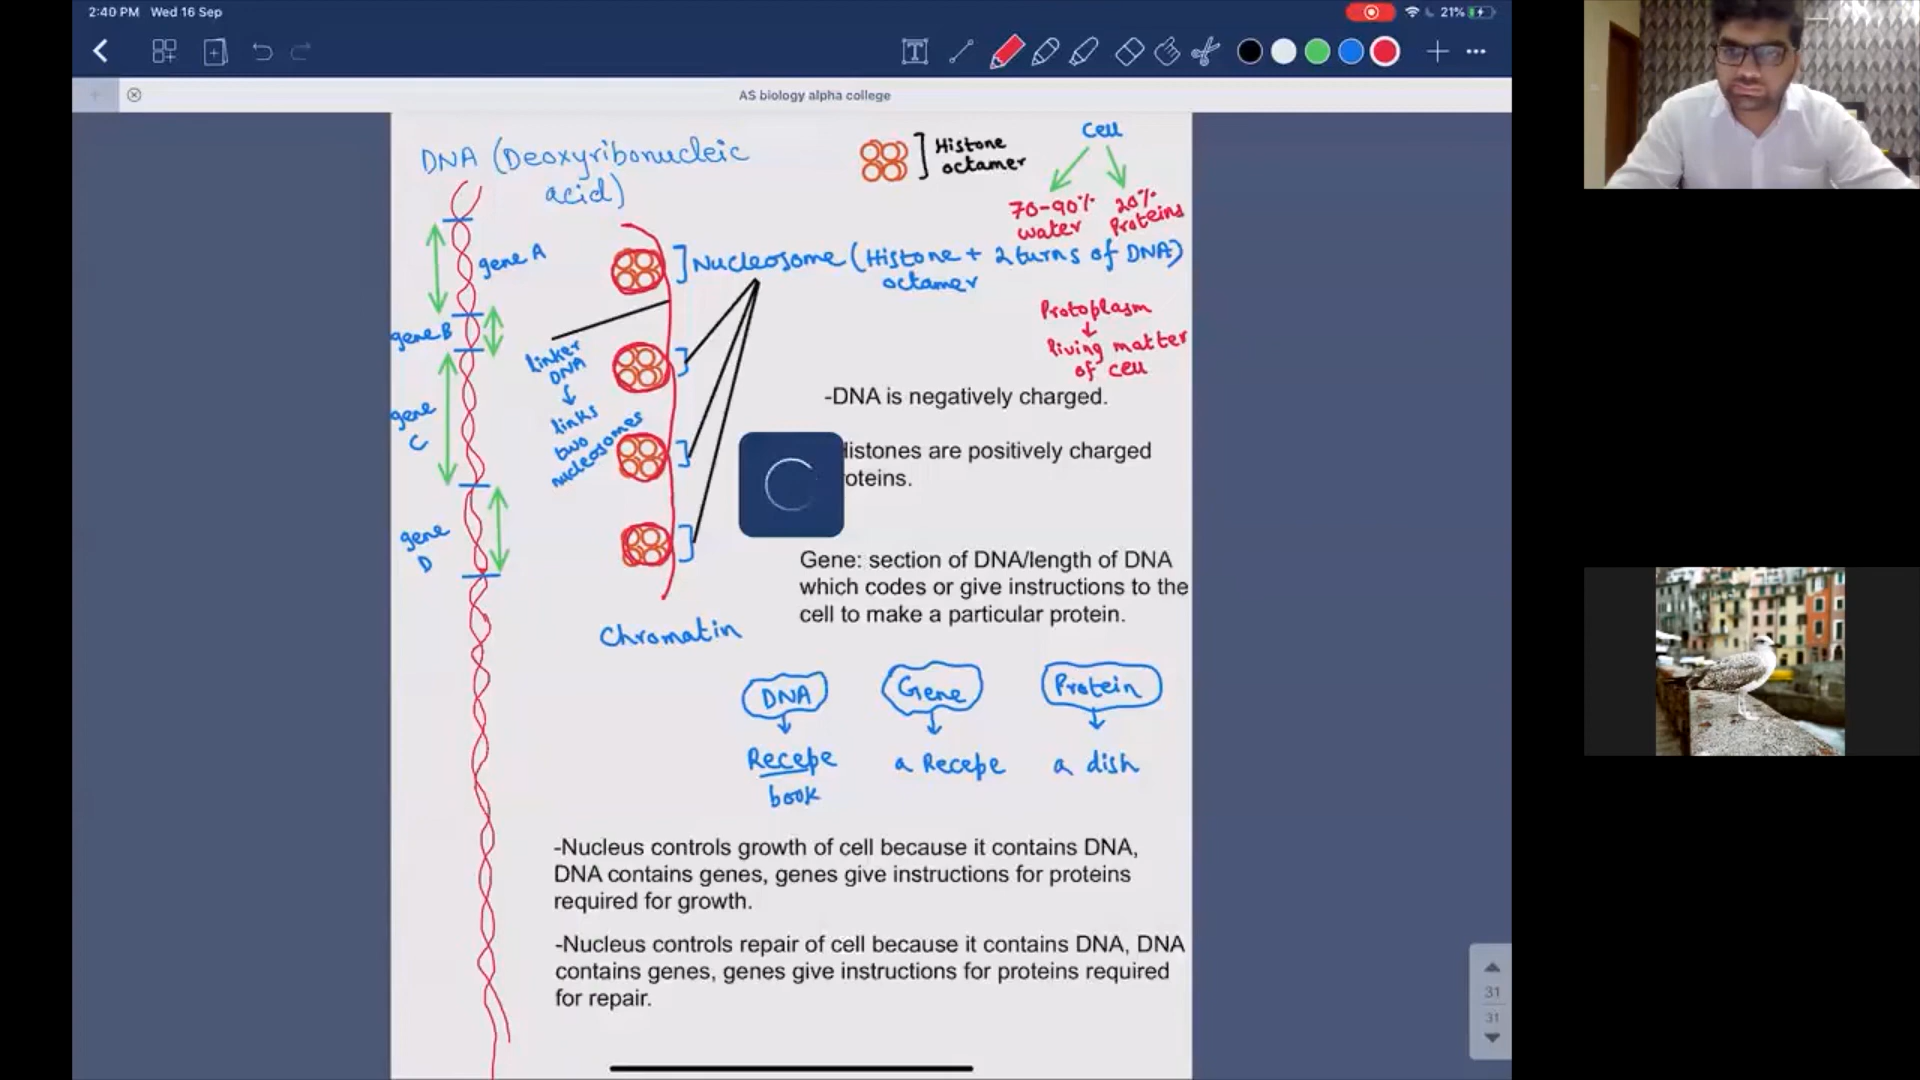 2:40 PM Wed 16 Sep
21%
T
AS biology alpha college
DNA (Deoxyribonucleic
acid)
Histone
octamer
Cell
70-90%
water
20%
Proteins
gene A
gene B
gene
C
gene
D
Nucleosome (Histone + 2 turns of DNA)
octamer
linker
DNA
links
two
nucleosomes
Protoplasm
living matter
of cell
-DNA is negatively charged.
istones are positively charged
oteins.
Gene: section of DNA/length of DNA
which codes or give instructions to the
cell to make a particular protein.
Chromatin
DNA
Recepe
book
Gene
a Recepe
Protein
a dish
-Nucleus controls growth of cell because it contains DNA,
DNA contains genes, genes give instructions for proteins
required for growth.
-Nucleus controls repair of cell because it contains DNA, DNA
contains genes, genes give instructions for proteins required
for repair.
31
31